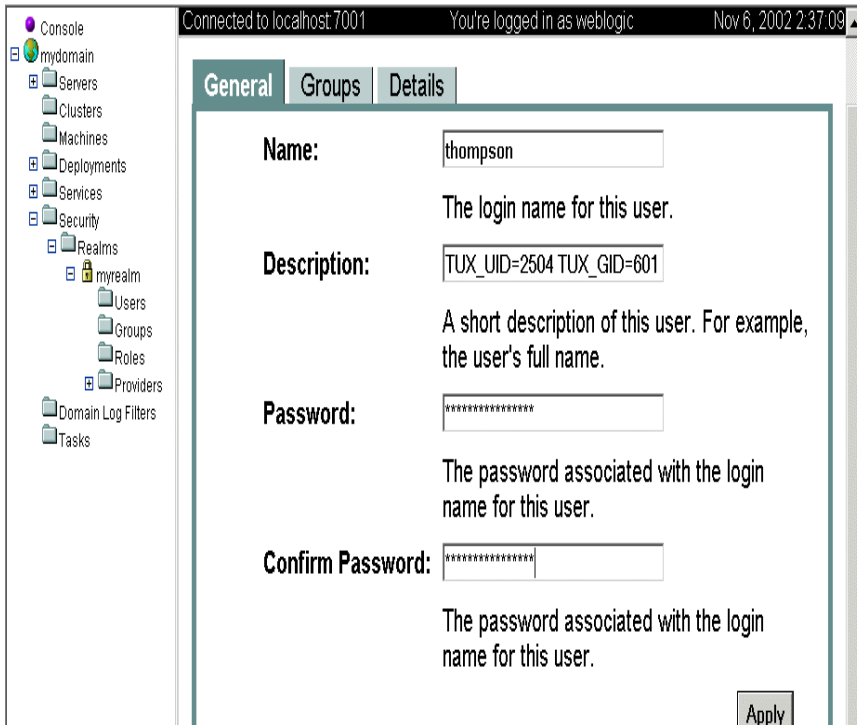 Console
mydomain
Servers
Clusters
Machines
Deployments
Services
Security
Realms
myrealm
Users
Groups
Roles
Providers
Domain Log Filters
Tasks
Connected to localhost:7001 You're logged in as weblogic Nov 6, 2002 2:37:09
General Groups Details
Name: thompson
The login name for this user.
Description: TUX_UID=2504 TUX_GID=601
A short description of this user. For example,
the user's full name.
Password: ***************
The password associated with the login
name for this user.
Confirm Password: ***************
The password associated with the login
name for this user.
Apply